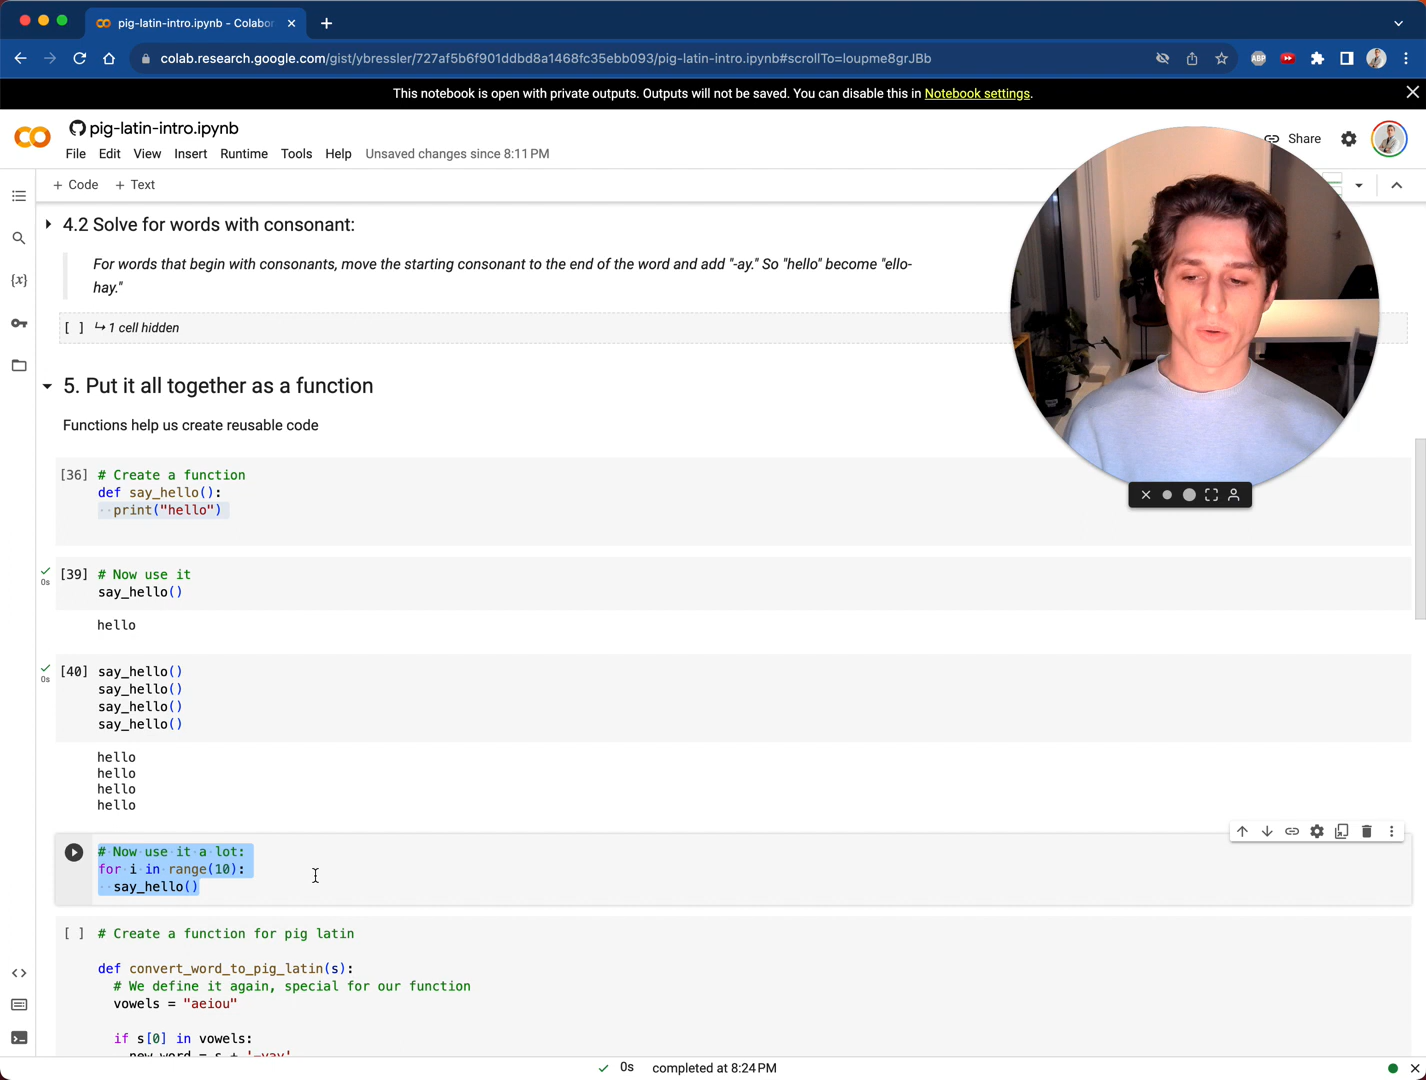 pig-latin-intro.ipynb - Colabo
colab.research.google.com/gist/ybressler/727af5b6f901ddbd8a1468fc35ebb093/pig-latin-intro.ipynb#scrollTo=loupme8grJBb
ABP
This notebook is open with private outputs. Outputs will not be saved. You can disable this in Notebook settings.
pig-latin-intro.ipynb
Share
File Edit View Insert Runtime Tools Help Unsaved changes since 8:11 PM
+ Code + Text
4.2 Solve for words with consonant:
For words that begin with consonants, move the starting consonant to the end of the word and add "-ay." So "hello" become "ello-
hay."
[ ] ↳ 1 cell hidden
5. Put it all together as a function
Functions help us create reusable code
[36] # Create a function
def say_hello():
print("hello")
[39] # Now use it
0s
say_hello()
hello
[40] say_hello()
0s
say_hello()
say_hello()
say_hello()
hello
hello
hello
hello
# Now use it a lot:
for i in range(10):
say_hello()
[ ] # Create a function for pig latin
def convert_word_to_pig_latin(s):
# We define it again, special for our function
vowels = "aeiou"
if s[0] in vowels:
new_word = s + '-yay'
0s completed at 8:24 PM